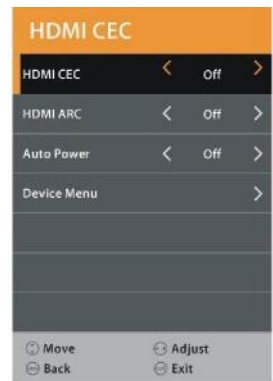 HDMI CEC
HDMI CEC Off
HDMI ARC Off
Auto Power Off
Device Menu
Move Adjust
Back Exit